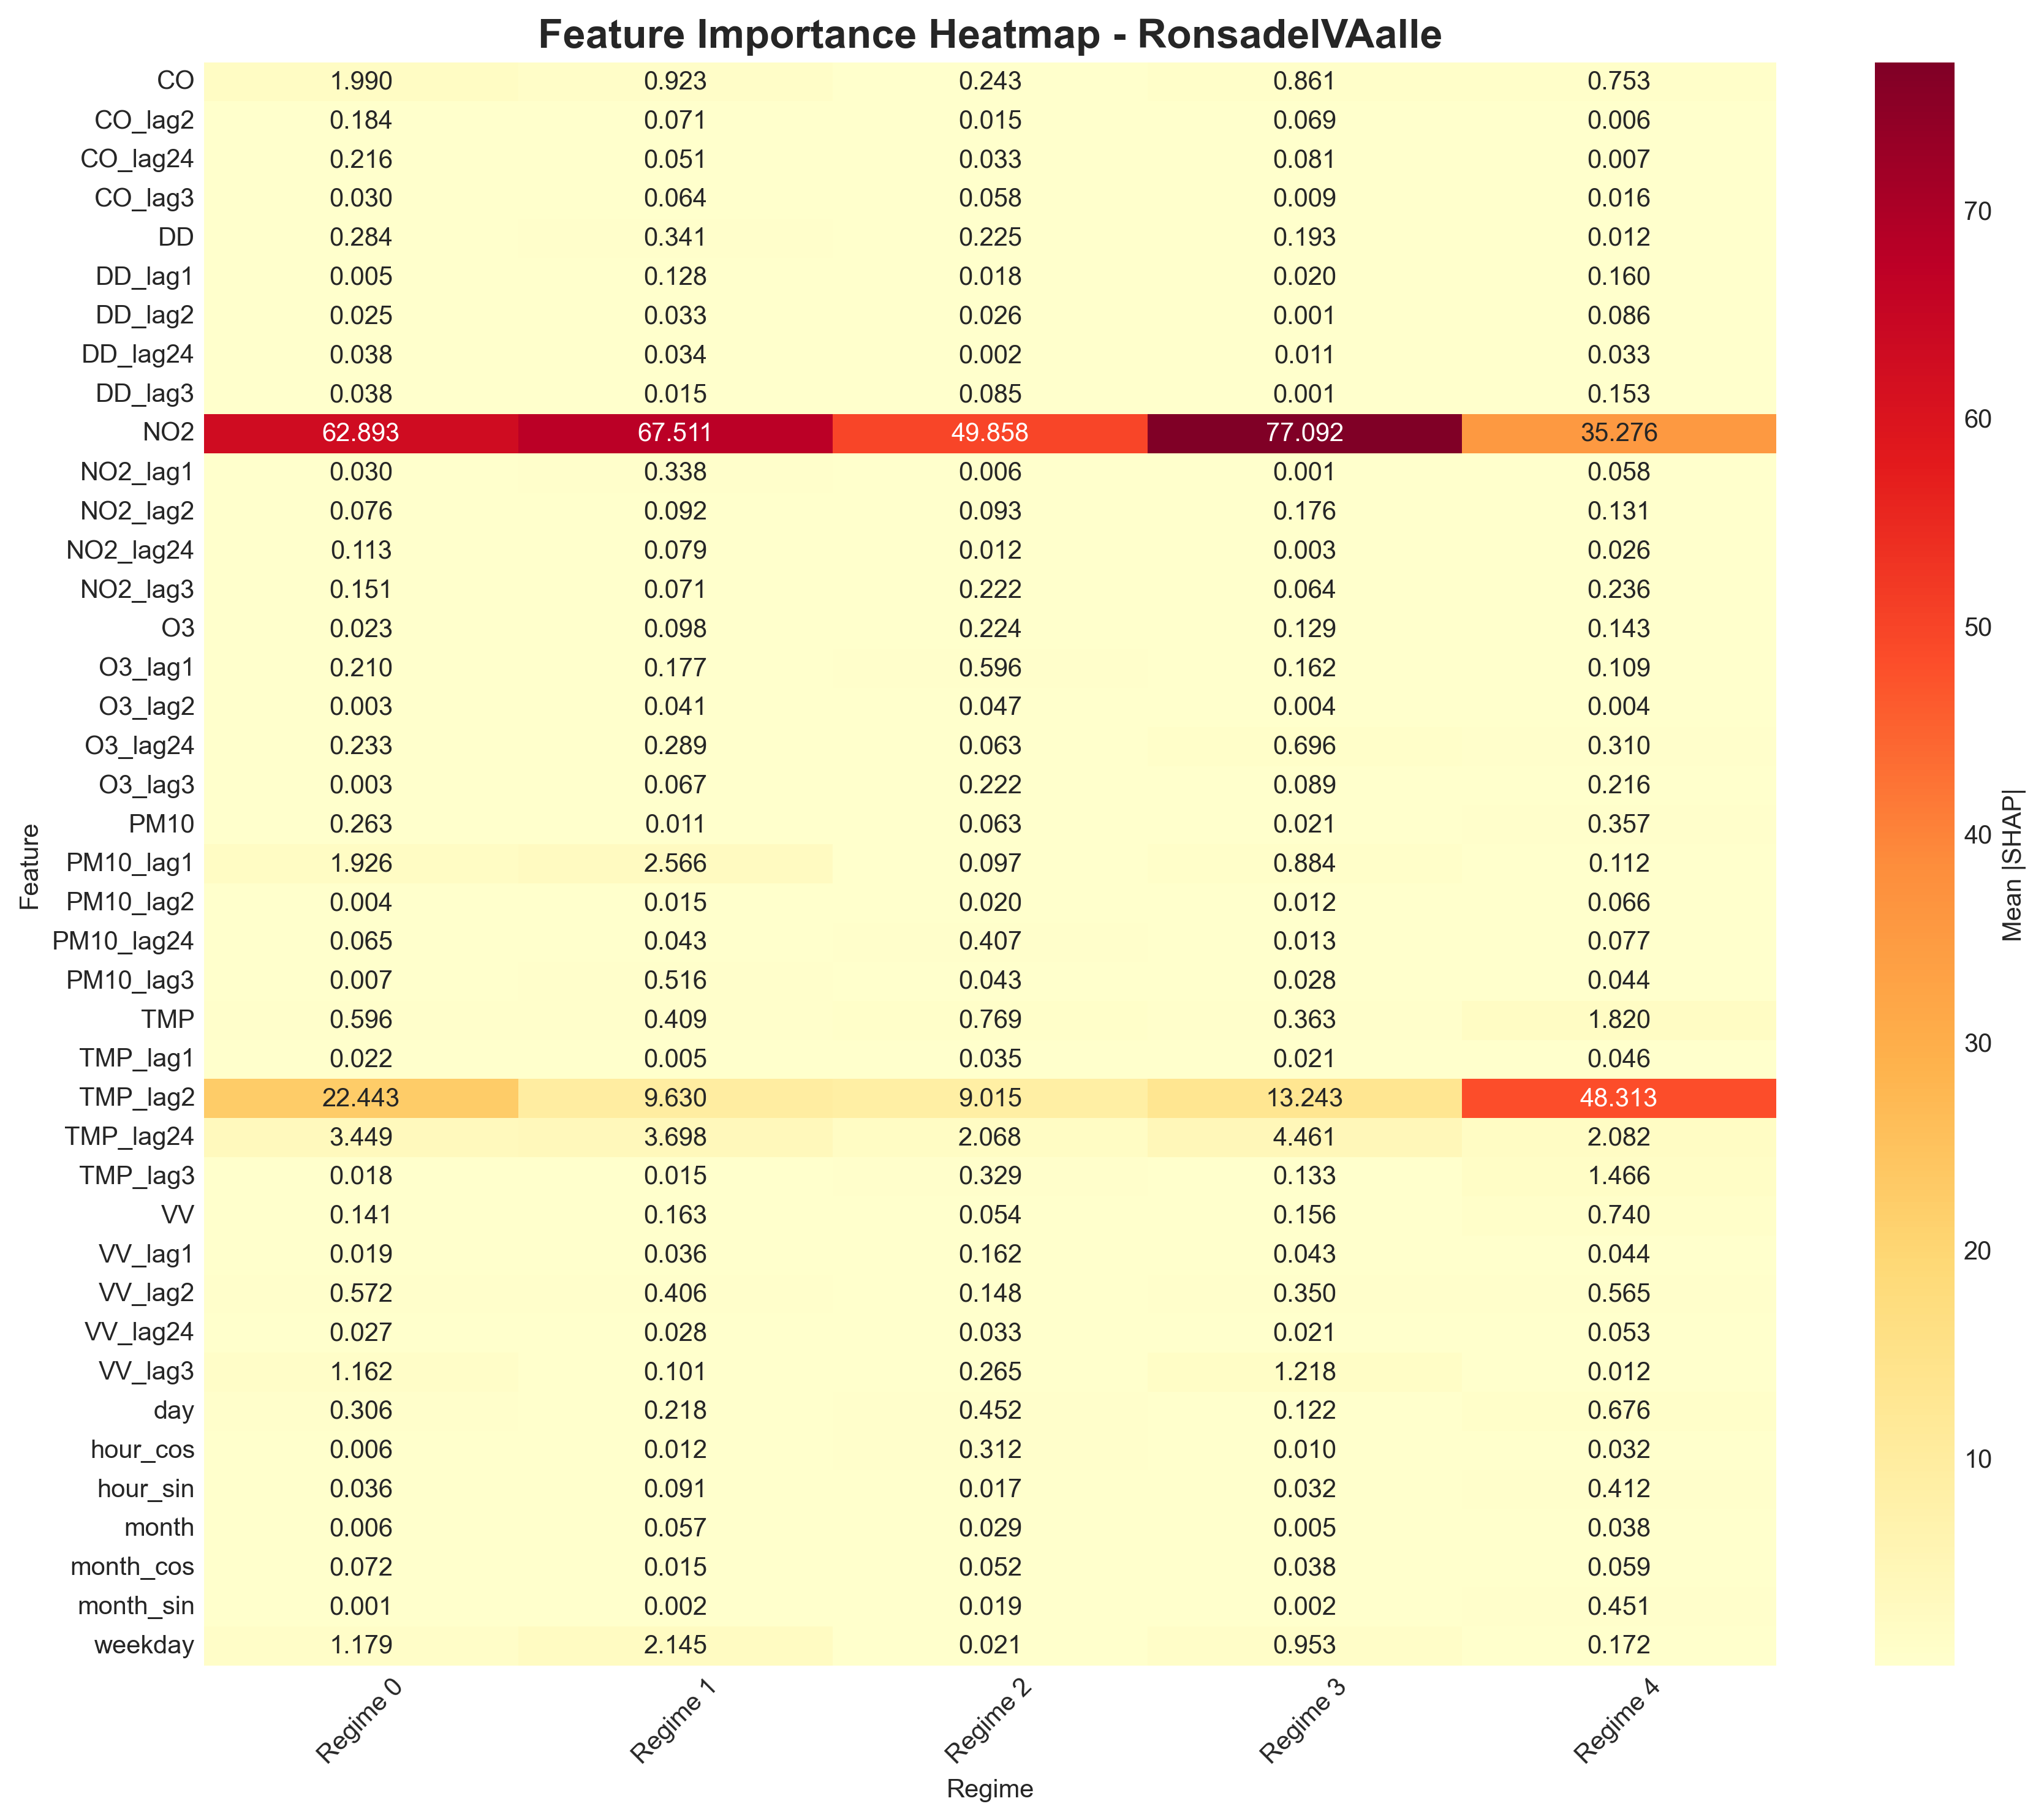 Feature Importance Heatmap - RonsadelVAalle
CO 1.990 0.923 0.243 0.861 0.753
CO_lag2 0.184 0.071 0.015 0.069 0.006
CO_lag24 0.216 0.051 0.033 0.081 0.007
CO_lag3 0.030 0.064 0.058 0.009 0.016
DD 0.284 0.341 0.225 0.193 0.012
DD_lag1 0.005 0.128 0.018 0.020 0.160
DD_lag2 0.025 0.033 0.026 0.001 0.086
DD_lag24 0.038 0.034 0.002 0.011 0.033
DD_lag3 0.038 0.015 0.085 0.001 0.153
NO2 62.893 67.511 49.858 77.092 35.276
NO2_lag1 0.030 0.338 0.006 0.001 0.058
NO2_lag2 0.076 0.092 0.093 0.176 0.131
NO2_lag24 0.113 0.079 0.012 0.003 0.026
NO2_lag3 0.151 0.071 0.222 0.064 0.236
O3 0.023 0.098 0.224 0.129 0.143
O3_lag1 0.210 0.177 0.596 0.162 0.109
O3_lag2 0.003 0.041 0.047 0.004 0.004
O3_lag24 0.233 0.289 0.063 0.696 0.310
O3_lag3 0.003 0.067 0.222 0.089 0.216
PM10 0.263 0.011 0.063 0.021 0.357
PM10_lag1 1.926 2.566 0.097 0.884 0.112
PM10_lag2 0.004 0.015 0.020 0.012 0.066
PM10_lag24 0.065 0.043 0.407 0.013 0.077
PM10_lag3 0.007 0.516 0.043 0.028 0.044
TMP 0.596 0.409 0.769 0.363 1.820
TMP_lag1 0.022 0.005 0.035 0.021 0.046
TMP_lag2 22.443 9.630 9.015 13.243 48.313
TMP_lag24 3.449 3.698 2.068 4.461 2.082
TMP_lag3 0.018 0.015 0.329 0.133 1.466
VV 0.141 0.163 0.054 0.156 0.740
VV_lag1 0.019 0.036 0.162 0.043 0.044
VV_lag2 0.572 0.406 0.148 0.350 0.565
VV_lag24 0.027 0.028 0.033 0.021 0.053
VV_lag3 1.162 0.101 0.265 1.218 0.012
day 0.306 0.218 0.452 0.122 0.676
hour_cos 0.006 0.012 0.312 0.010 0.032
hour_sin 0.036 0.091 0.017 0.032 0.412
month 0.006 0.057 0.029 0.005 0.038
month_cos 0.072 0.015 0.052 0.038 0.059
month_sin 0.001 0.002 0.019 0.002 0.451
weekday 1.179 2.145 0.021 0.953 0.172
Regime 0 Regime 1 Regime 2 Regime 3 Regime 4
Regime
Feature
70
60
50
40
30
20
10
Mean |SHAP|